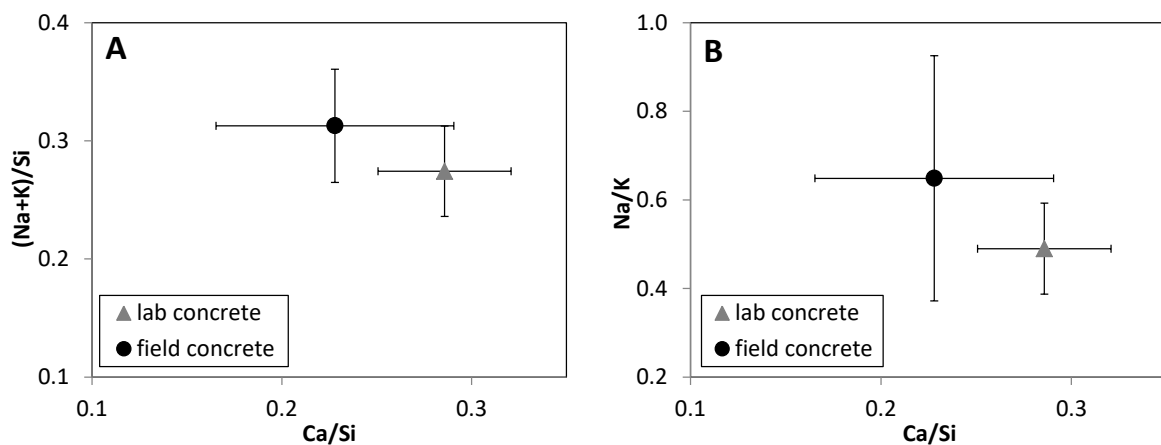 A
(Na+K)/Si
0.4
0.3
0.2
0.1
lab concrete
field concrete
0.1
0.2
0.3
Ca/Si
B
Na/K
1.0
0.8
0.6
0.4
0.2
lab concrete
field concrete
0.1
0.2
0.3
Ca/Si